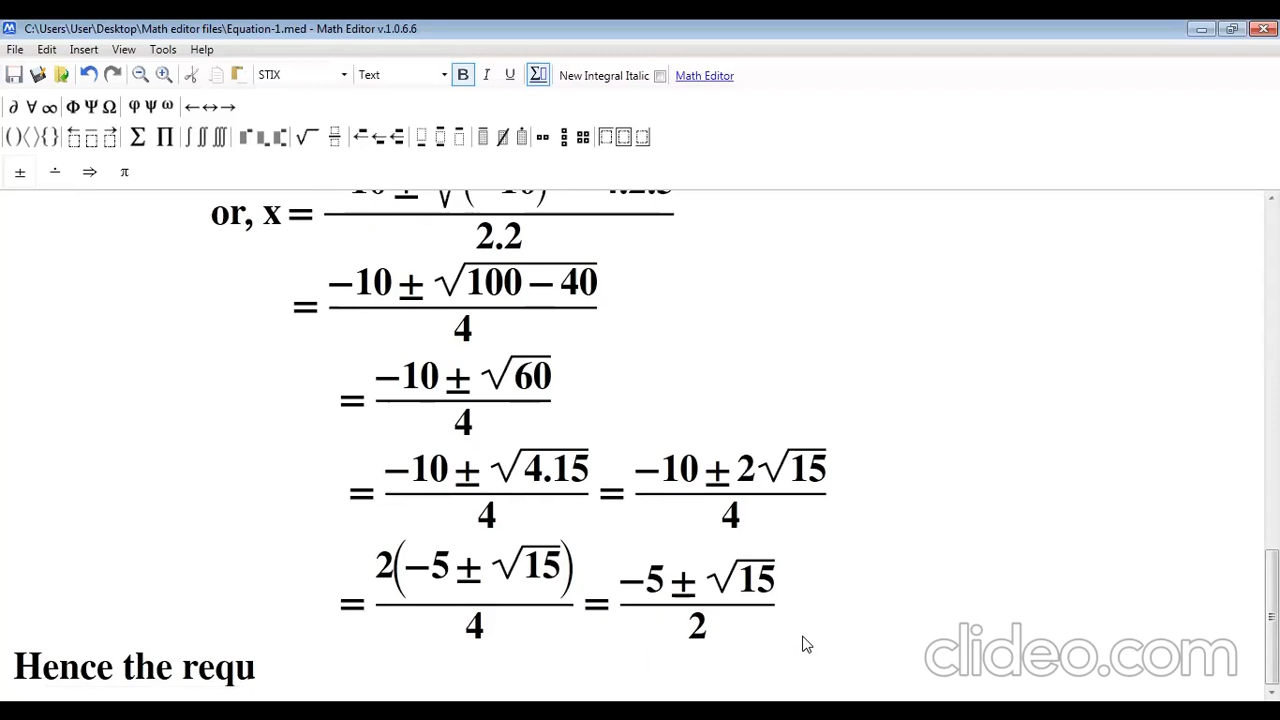 C:\Users\User\Desktop\Math editor files\Equation-1.med - Math Editor v.1.0.6.6
File Edit Insert View Tools Help
STIX Text B I U Σ New Integral Italic Math Editor
∂ ∀ ∞ Φ Ψ Ω φ ψ ω ← ↔ →
( ) ⟨ ⟩ { } Σ Π ∫ ∬ ∭ √
± ∸ ⇒ π
or, x = / 2.2
= (−10 ± √(100 − 40)) / 4
= (−10 ± √60) / 4
= (−10 ± √(4.15)) / 4 = (−10 ± 2√15) / 4
= 2(−5 ± √15) / 4 = (−5 ± √15) / 2
Hence the requ
clideo.com